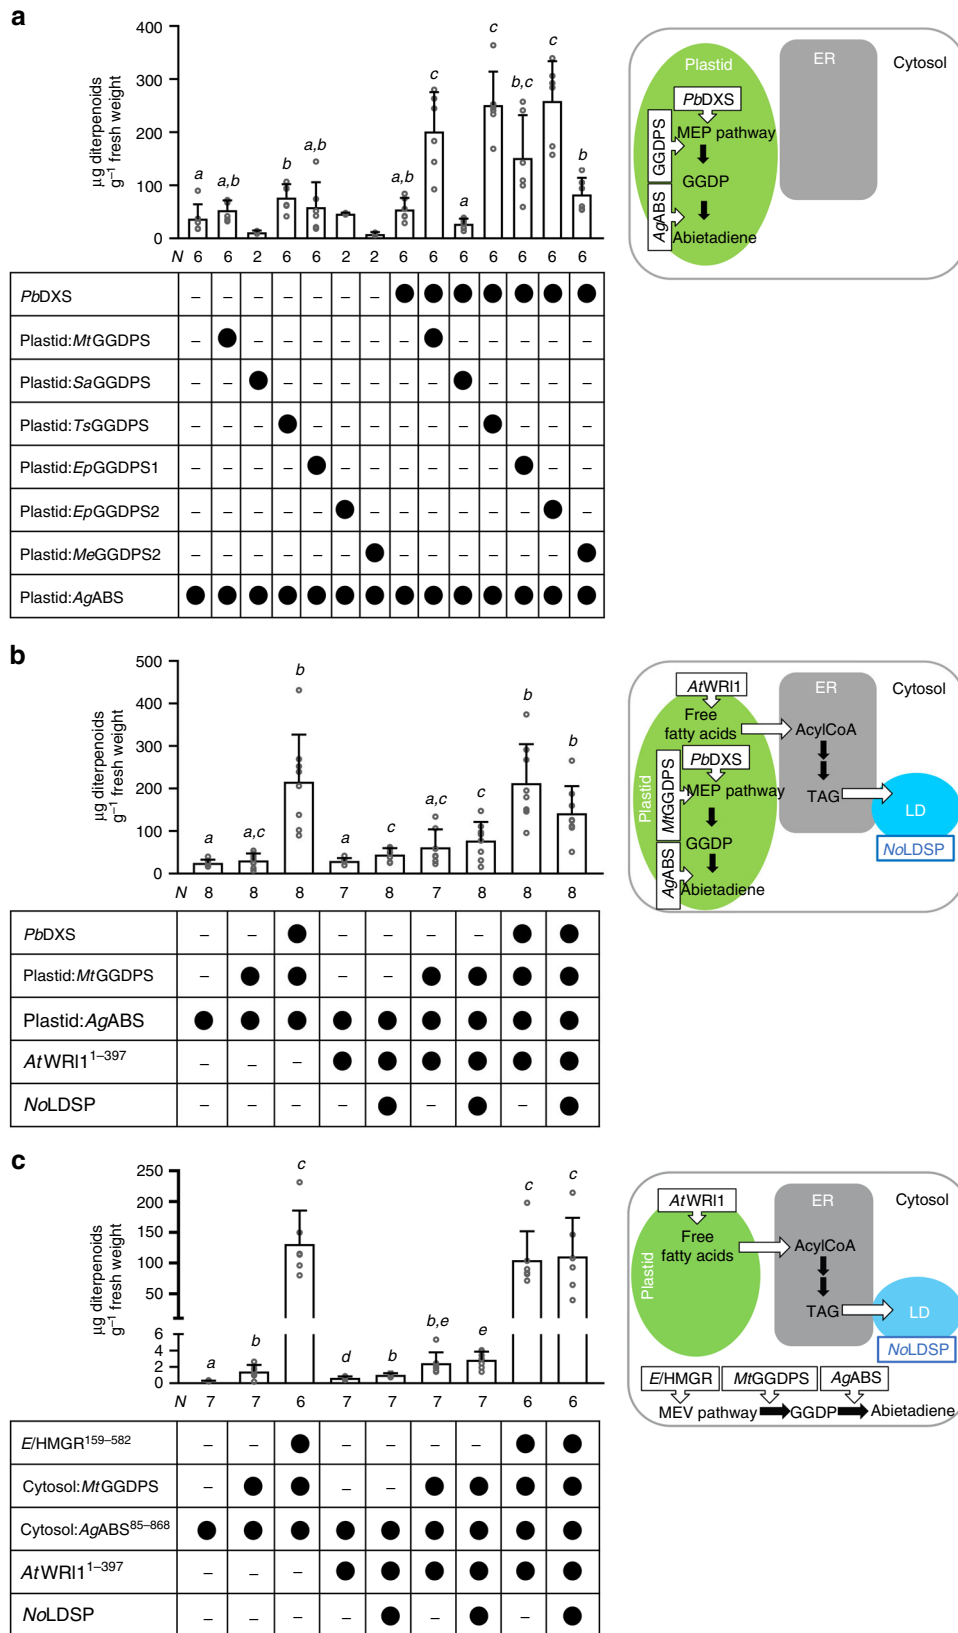 a
µg diterpenoids
g⁻¹ fresh weight
400
300
200
100
0
a
a,b
b
a,b
a,b
c
a
c
b,c
c
b
N 6 6 2 6 6 2 2 6 6 6 6 6 6 6
PbDXS – – – – – – –
Plastid:MtGGDPS – – – – – – – – – – – –
Plastid:SaGGDPS – – – – – – – – – – – –
Plastid:TsGGDPS – – – – – – – – – – – –
Plastid:EpGGDPS1 – – – – – – – – – – – –
Plastid:EpGGDPS2 – – – – – – – – – – – –
Plastid:MeGGDPS2 – – – – – – – – – – – –
Plastid:AgABS
Plastid
ER
Cytosol
PbDXS
GGDPS
MEP pathway
GGDP
AgABS
Abietadiene
b
µg diterpenoids
g⁻¹ fresh weight
500
400
300
200
100
0
a
a,c
b
a
c
a,c
c
b
b
N 8 8 8 7 8 7 8 8 8
PbDXS – – – – – –
Plastid:MtGGDPS – – –
Plastid:AgABS
AtWRI1¹⁻³⁹⁷ – – –
NoLDSP – – – – – –
AtWRI1
ER
Cytosol
Free
fatty acids
AcylCoA
Plastid
MtGGDPS
PbDXS
MEP pathway
TAG
LD
GGDP
NoLDSP
AgABS
Abietadiene
c
µg diterpenoids
g⁻¹ fresh weight
250
200
150
100
50
6
4
2
0
a
b
c
d
b
b,e
e
c
c
N 7 7 6 7 7 7 7 6 6
ElHMGR¹⁵⁹⁻⁵⁸² – – – – – –
Cytosol:MtGGDPS – – –
Cytosol:AgABS⁸⁵⁻⁸⁶⁸
AtWRI1¹⁻³⁹⁷ – – –
NoLDSP – – – – – –
AtWRI1
ER
Cytosol
Free
fatty acids
AcylCoA
Plastid
TAG
LD
NoLDSP
ElHMGR
MtGGDPS
AgABS
MEV pathway
GGDP
Abietadiene